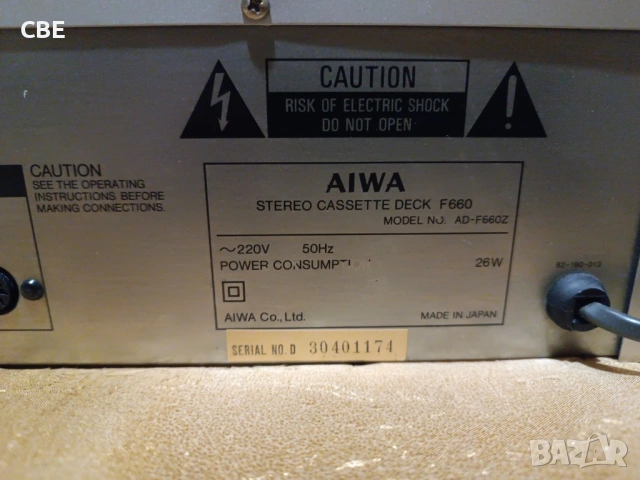 CBE
CAUTION
RISK OF ELECTRIC SHOCK
DO NOT OPEN
CAUTION
SEE THE OPERATING
INSTRUCTIONS BEFORE
MAKING CONNECTIONS.
AIWA
STEREO CASSETTE DECK F660
MODEL NO. AD-F660Z
~220V 50Hz
POWER CONSUMPTI 26W
AIWA Co., Ltd. MADE IN JAPAN
SERIAL NO. D 30401174
BAZAR